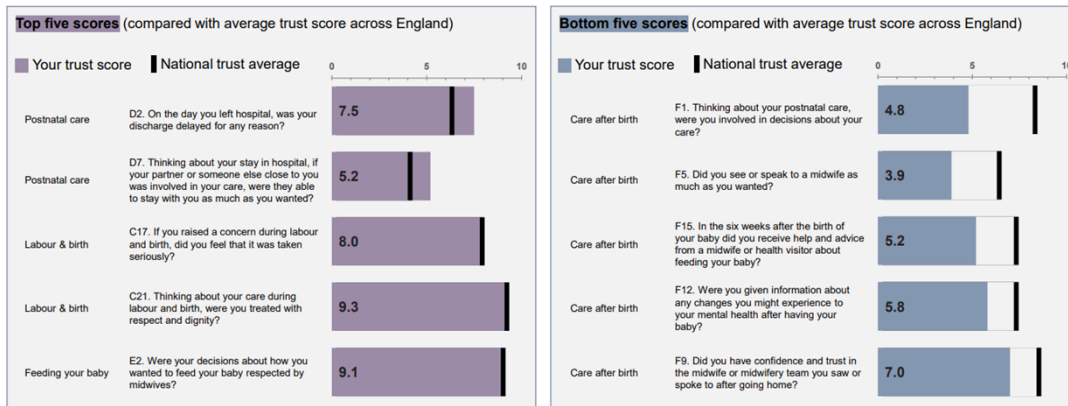 Top five scores (compared with average trust score across England)
Your trust score National trust average
0 5 10
Postnatal care
D2. On the day you left hospital, was your
discharge delayed for any reason?
7.5
Postnatal care
D7. Thinking about your stay in hospital, if
your partner or someone else close to you
was involved in your care, were they able
to stay with you as much as you wanted?
5.2
Labour & birth
C17. If you raised a concern during labour
and birth, did you feel that it was taken
seriously?
8.0
Labour & birth
C21. Thinking about your care during
labour and birth, were you treated with
respect and dignity?
9.3
Feeding your baby
E2. Were your decisions about how you
wanted to feed your baby respected by
midwives?
9.1
Bottom five scores (compared with average trust score across England)
Your trust score National trust average
0 5 10
Care after birth
F1. Thinking about your postnatal care,
were you involved in decisions about your
care?
4.8
Care after birth
F5. Did you see or speak to a midwife as
much as you wanted?
3.9
Care after birth
F15. In the six weeks after the birth of
your baby did you receive help and advice
from a midwife or health visitor about
feeding your baby?
5.2
Care after birth
F12. Were you given information about
any changes you might experience to
your mental health after having your
baby?
5.8
Care after birth
F9. Did you have confidence and trust in
the midwife or midwifery team you saw or
spoke to after going home?
7.0